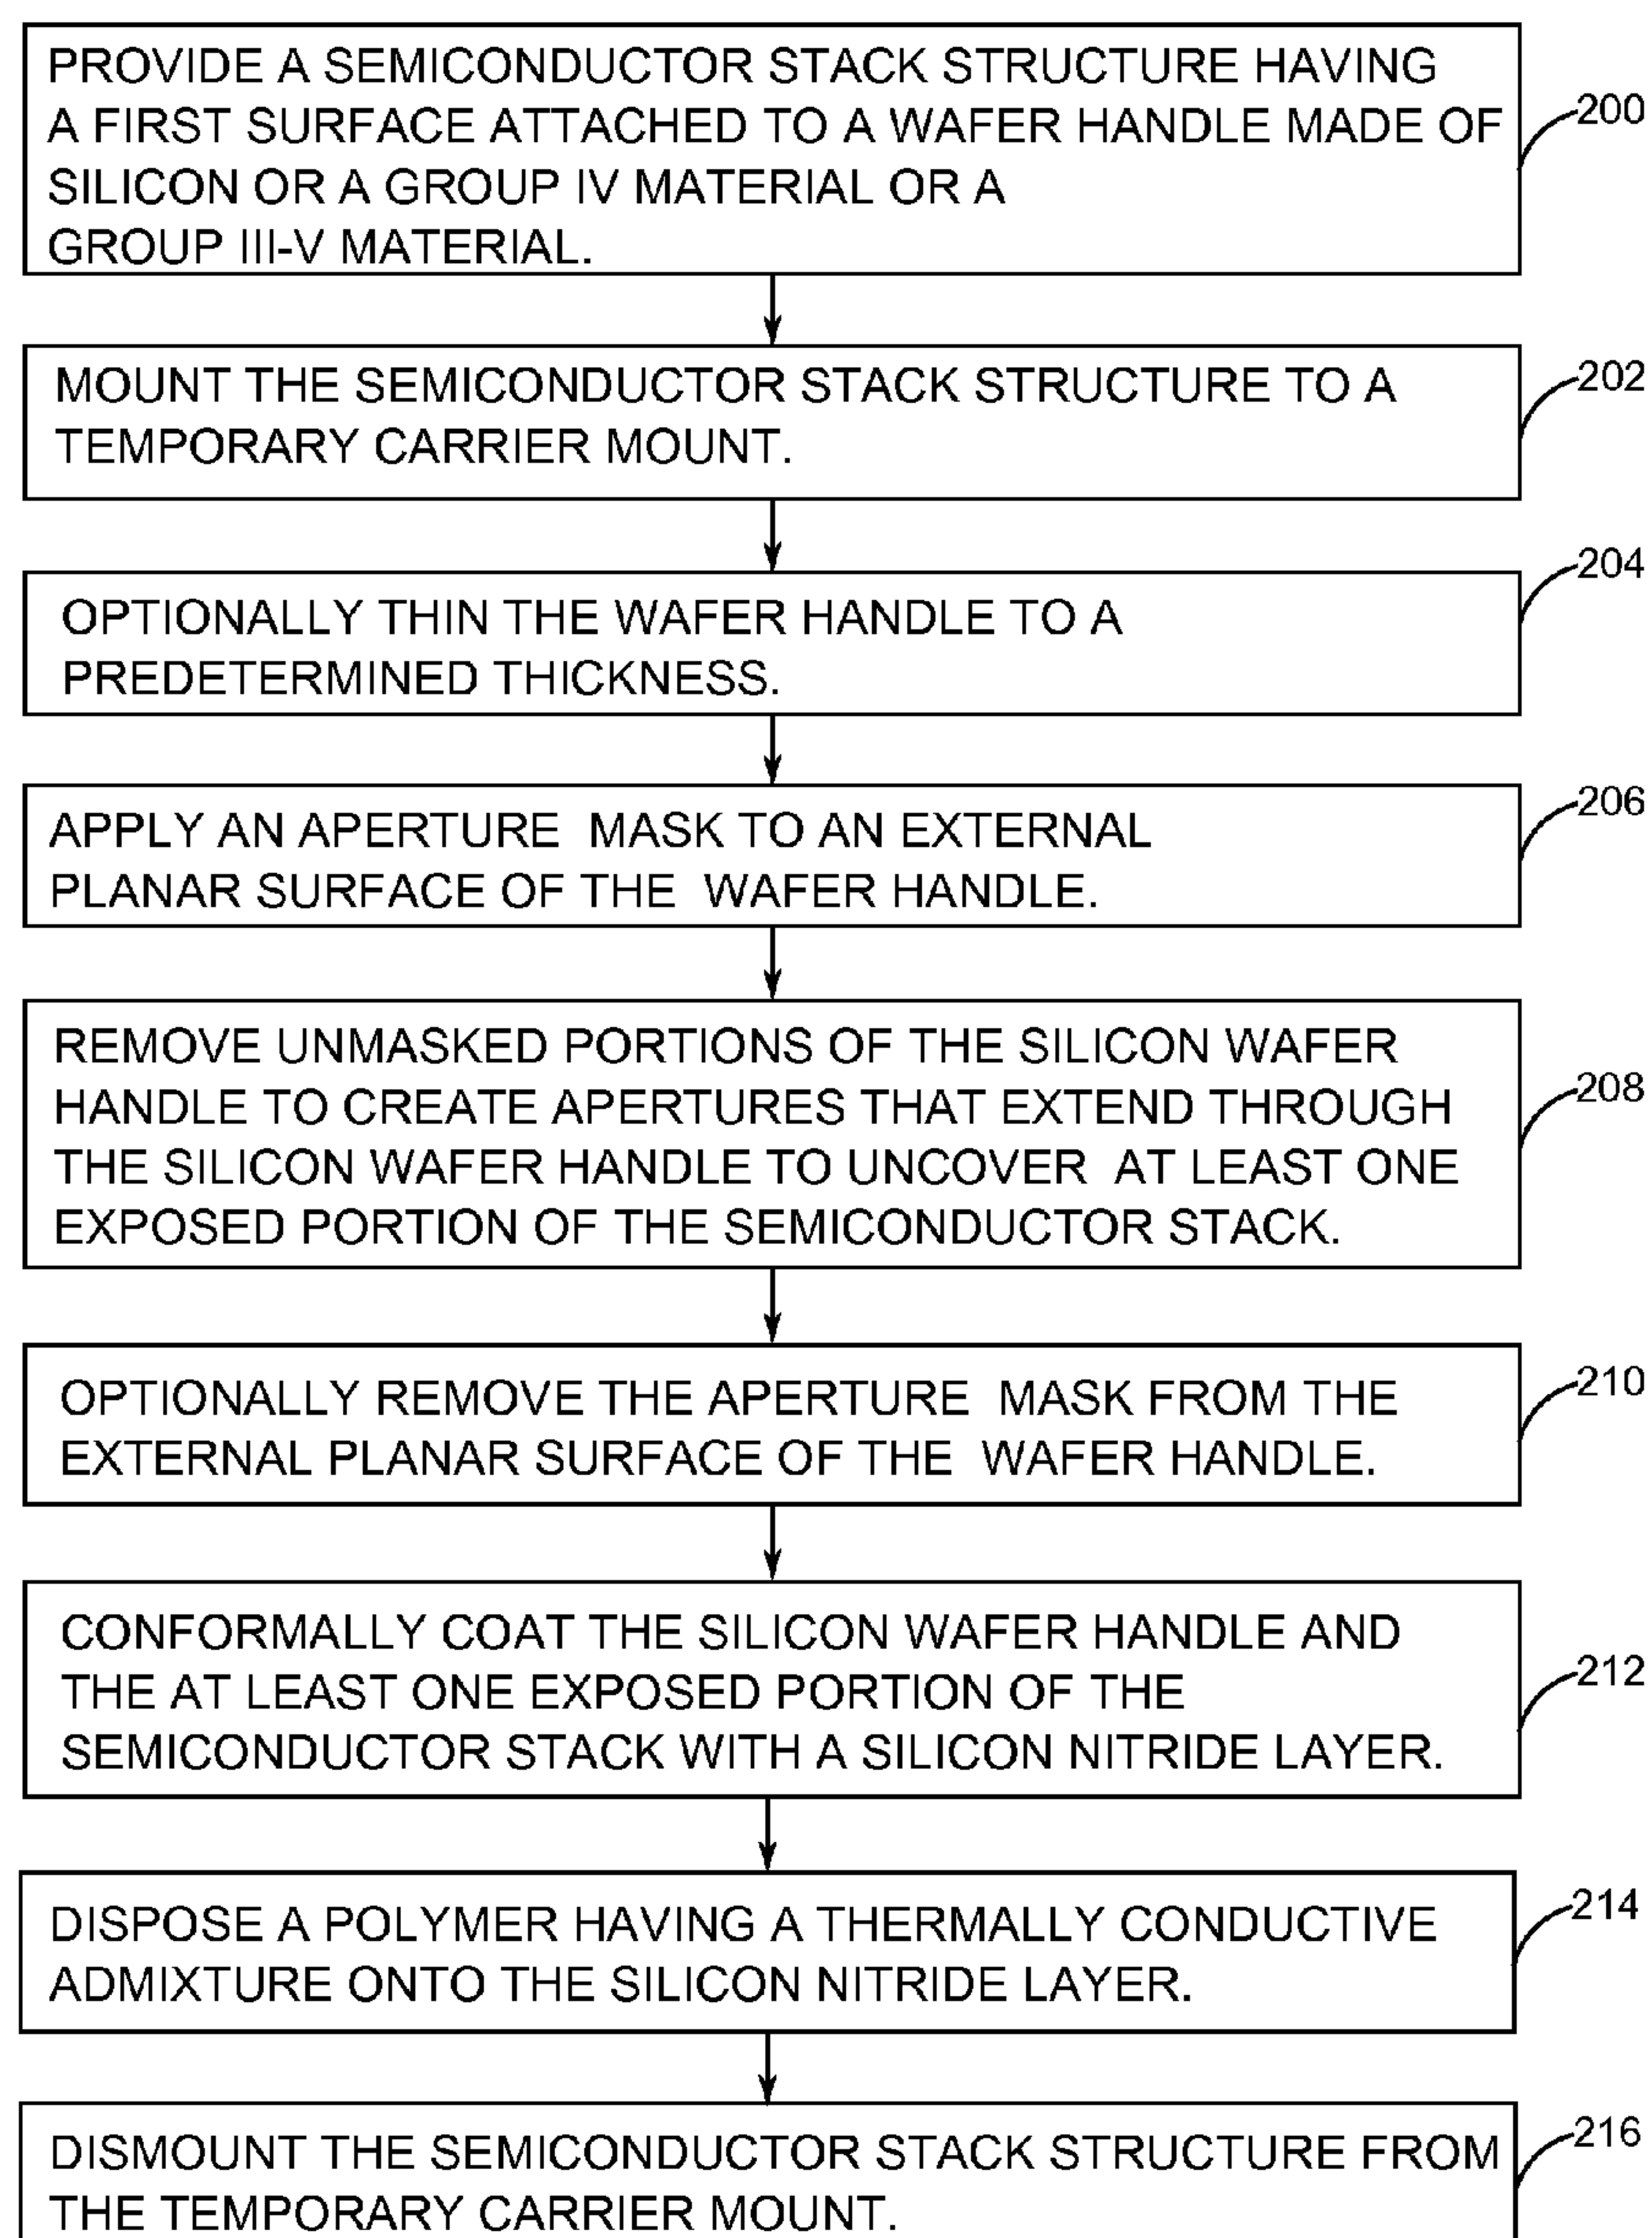 PROVIDE A SEMICONDUCTOR STACK STRUCTURE HAVING
A FIRST SURFACE ATTACHED TO A WAFER HANDLE MADE OF
SILICON OR A GROUP IV MATERIAL OR A
GROUP III-V MATERIAL.
200
MOUNT THE SEMICONDUCTOR STACK STRUCTURE TO A
TEMPORARY CARRIER MOUNT.
202
OPTIONALLY THIN THE WAFER HANDLE TO A
PREDETERMINED THICKNESS.
204
APPLY AN APERTURE MASK TO AN EXTERNAL
PLANAR SURFACE OF THE WAFER HANDLE.
206
REMOVE UNMASKED PORTIONS OF THE SILICON WAFER
HANDLE TO CREATE APERTURES THAT EXTEND THROUGH
THE SILICON WAFER HANDLE TO UNCOVER AT LEAST ONE
EXPOSED PORTION OF THE SEMICONDUCTOR STACK.
208
OPTIONALLY REMOVE THE APERTURE MASK FROM THE
EXTERNAL PLANAR SURFACE OF THE WAFER HANDLE.
210
CONFORMALLY COAT THE SILICON WAFER HANDLE AND
THE AT LEAST ONE EXPOSED PORTION OF THE
SEMICONDUCTOR STACK WITH A SILICON NITRIDE LAYER.
212
DISPOSE A POLYMER HAVING A THERMALLY CONDUCTIVE
ADMIXTURE ONTO THE SILICON NITRIDE LAYER.
214
DISMOUNT THE SEMICONDUCTOR STACK STRUCTURE FROM
THE TEMPORARY CARRIER MOUNT.
216